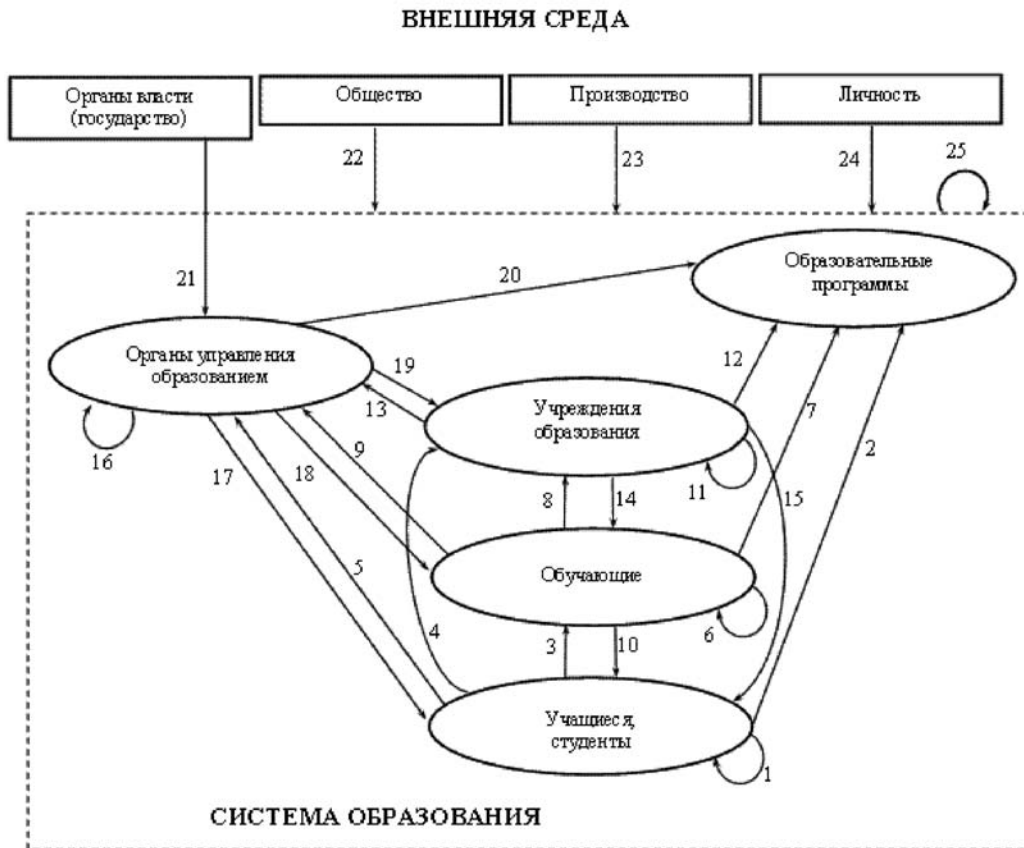 ВНЕШНЯЯ СРЕДА
Органы власти
(государство)
Общество
Производство
Личность
22
23
24
25
21
20
Образовательные
программы
Органы управления
образованием
19
13
12
Учреждения
образования
7
2
16
17
18
9
8
14
11
15
Обучающие
5
4
3
10
6
Учащиеся,
студенты
1
СИСТЕМА ОБРАЗОВАНИЯ